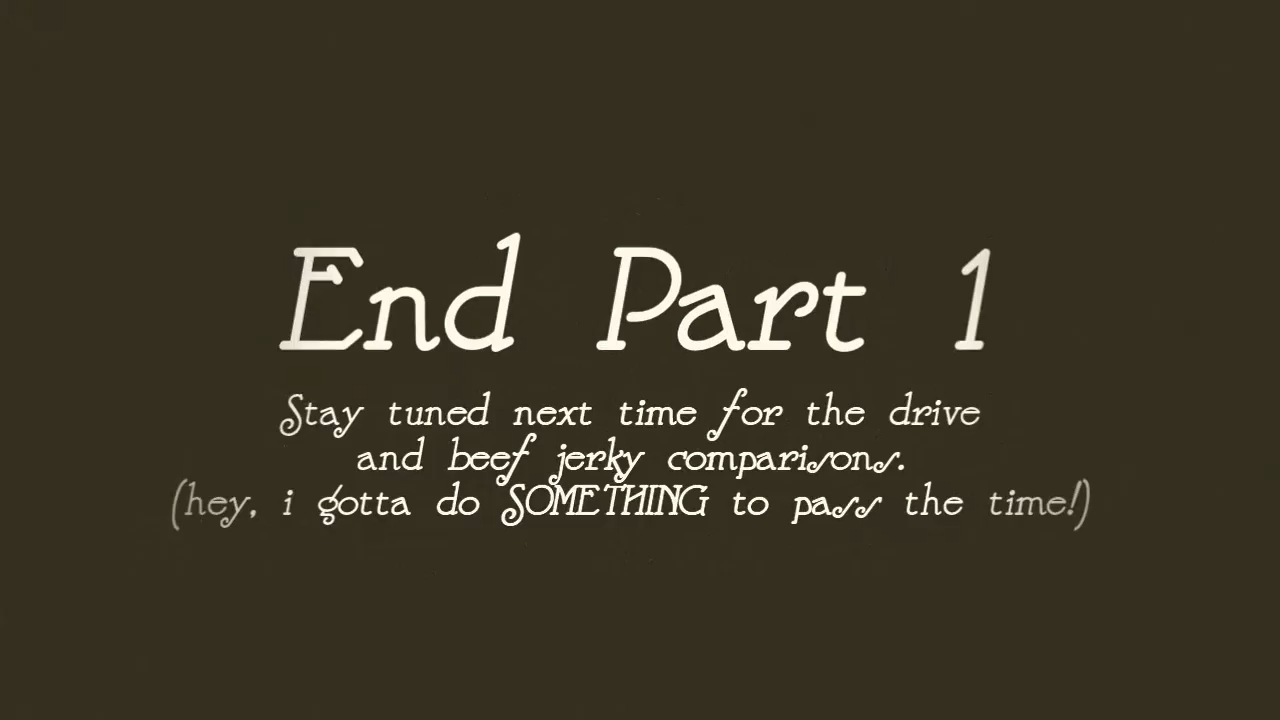 End Part 1
Stay tuned next time for the drive
and beef jerky comparisons.
(hey, i gotta do SOMETHING to pass the time!)